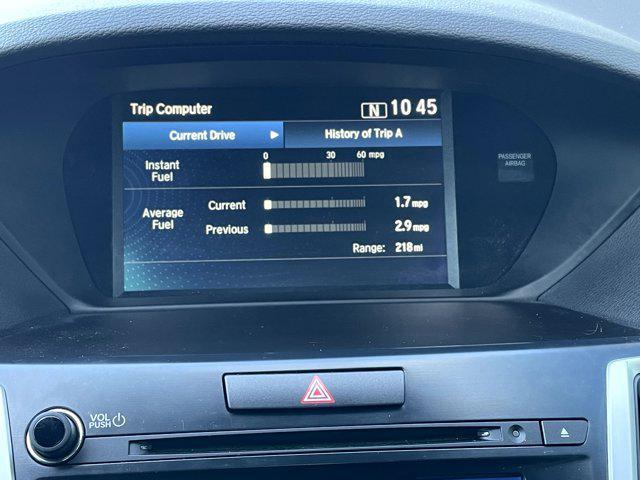 Trip Computer N 10 45
Current Drive History of Trip A
0 30 60 mpg
Instant
Fuel
Average
Fuel
Current 1.7 mpg
Previous 2.9 mpg
Range: 218 mi
PASSENGER
AIRBAG
VOL
PUSH